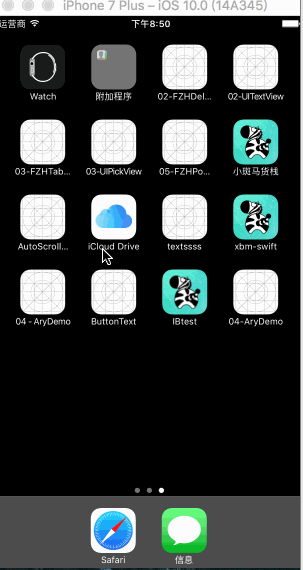 iPhone 7 Plus – iOS 10.0 (14A345)
运营商 下午8:50
Watch 附加程序 02-FZHDel... 02-UITextView
03-FZHTab... 03-UIPickView 05-FZHPo... 小斑马货栈
AutoScroll... iCloud Drive textssss xbm-swift
04-AryDemo ButtonText IBtest 04-AryDemo
Safari 信息